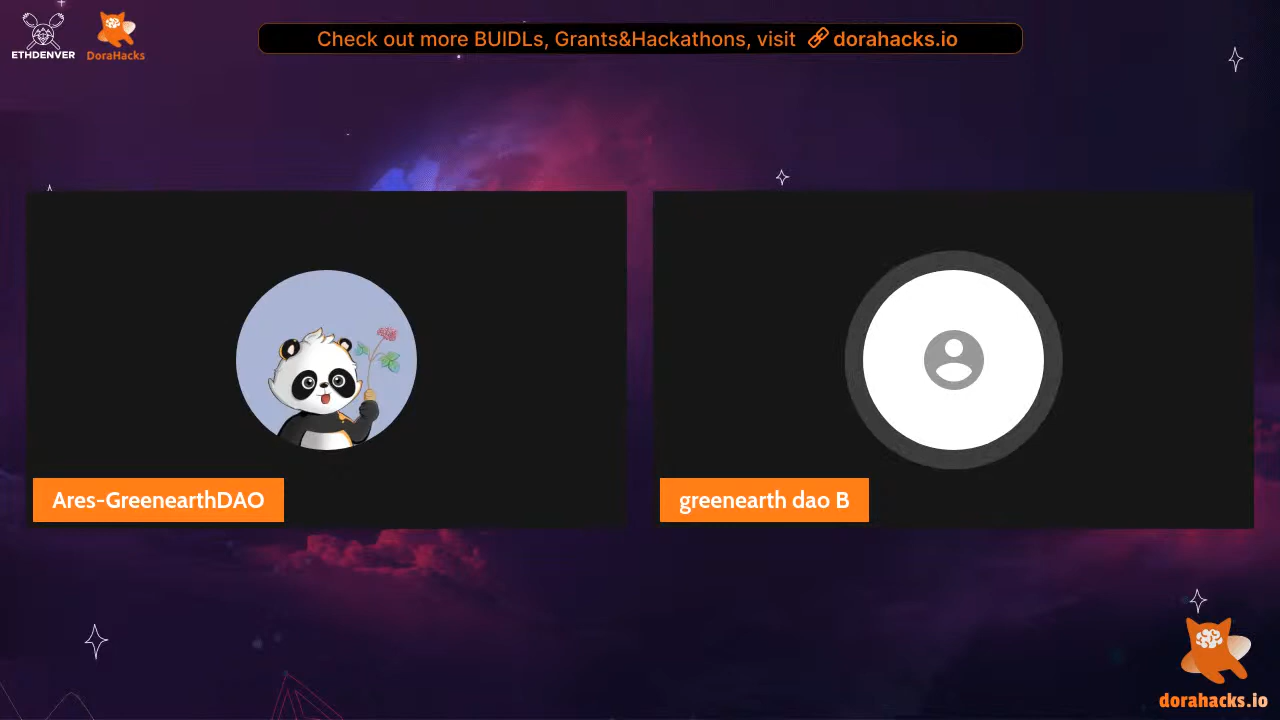 ETHDENVER
DoraHacks
Check out more BUIDLs, Grants&Hackathons, visit dorahacks.io
Ares-GreenearthDAO
greenearth dao B
dorahacks.io